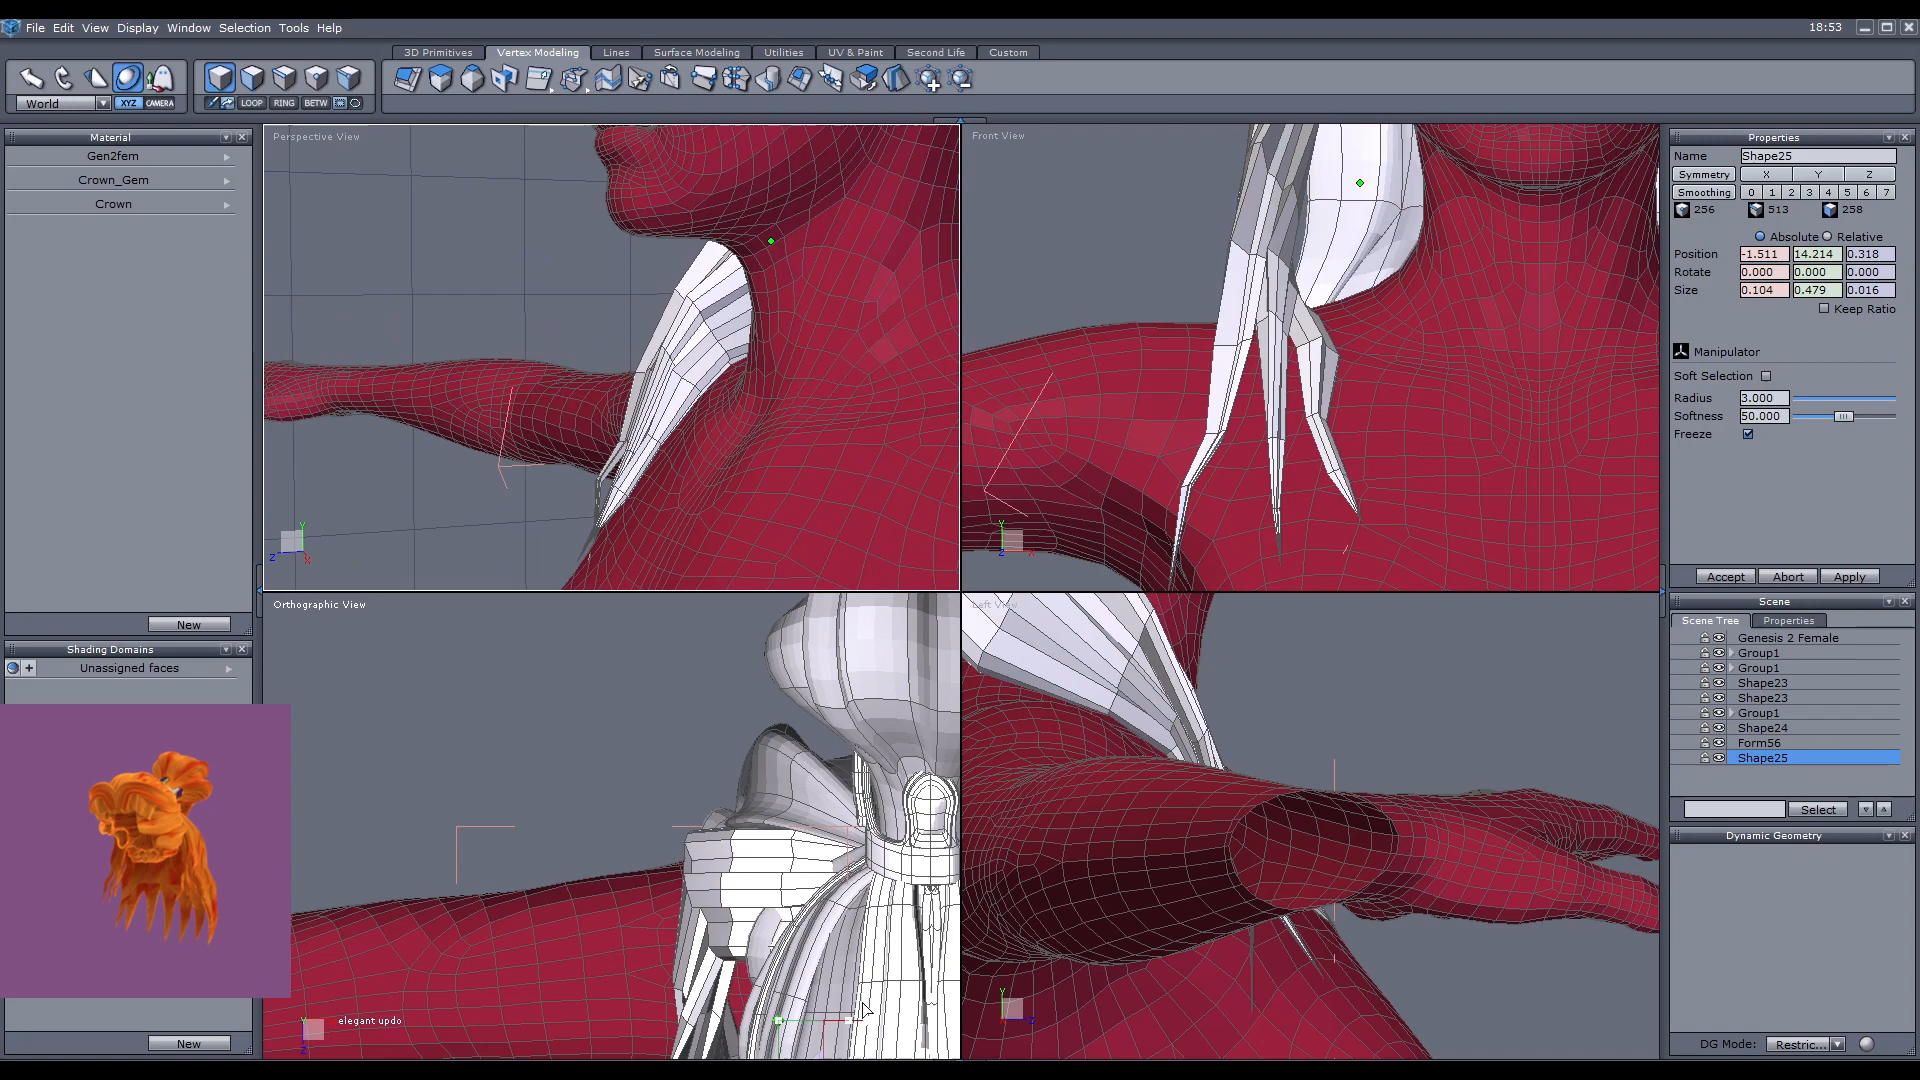 File Edit View Display Window Selection Tools Help 18:53
3D Primitives Vertex Modeling Lines Surface Modeling Utilities UV & Paint Second Life Custom
World XYZ CAMERA LOOP RING BETW
Material
Gen2fem
Crown_Gem
Crown
New
Shading Domains
Unassigned faces
New
Perspective View
Y
Z X
Front View
Y
Z X
Orthographic View
elegant updo
Y
Z
Left View
Y
X Z
Properties
Name Shape25
Symmetry X Y Z
Smoothing 0 1 2 3 4 5 6 7
256 513 258
Absolute Relative
Position -1.511 14.214 0.318
Rotate 0.000 0.000 0.000
Size 0.104 0.479 0.016
Keep Ratio
Manipulator
Soft Selection
Radius 3.000
Softness 50.000
Freeze
Accept Abort Apply
Scene
Scene Tree Properties
Genesis 2 Female
Group1
Group1
Shape23
Shape23
Group1
Shape24
Form56
Shape25
Select
Dynamic Geometry
DG Mode: Restric...